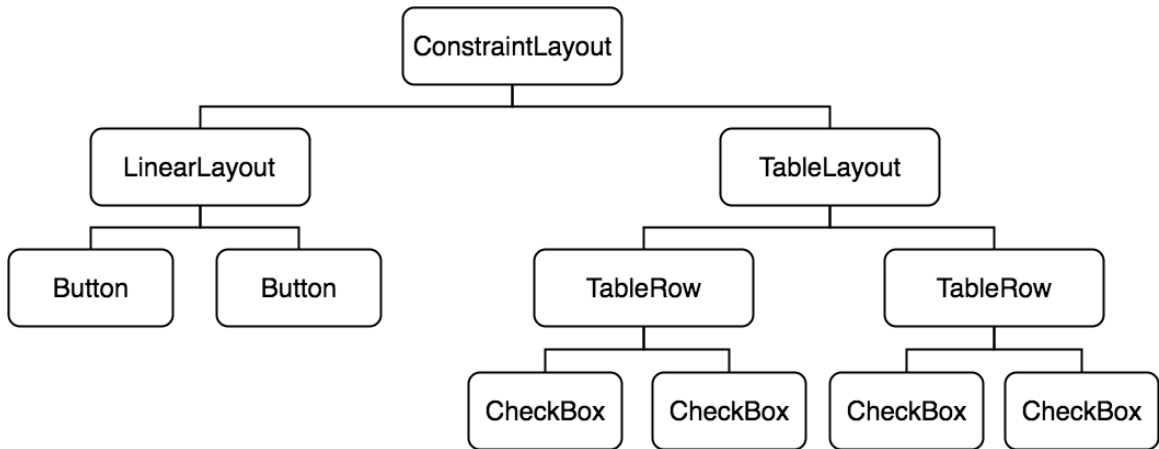 ConstraintLayout
LinearLayout
TableLayout
Button
Button
TableRow
TableRow
CheckBox
CheckBox
CheckBox
CheckBox